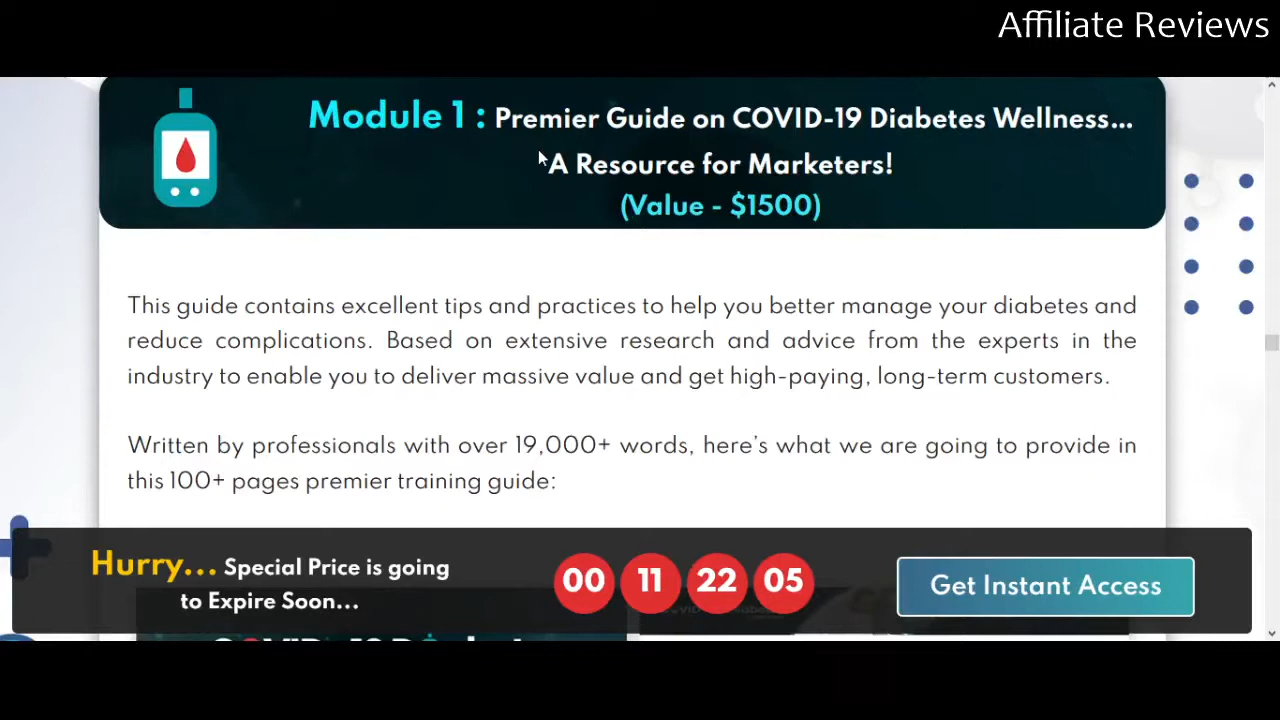 Affiliate Reviews
Module 1 : Premier Guide on COVID-19 Diabetes Wellness...
A Resource for Marketers!
(Value - $1500)
This guide contains excellent tips and practices to help you better manage your diabetes and
reduce complications. Based on extensive research and advice from the experts in the
industry to enable you to deliver massive value and get high-paying, long-term customers.
Written by professionals with over 19,000+ words, here's what we are going to provide in
this 100+ pages premier training guide:
Hurry... Special Price is going
to Expire Soon...
00 11 22 05
Get Instant Access